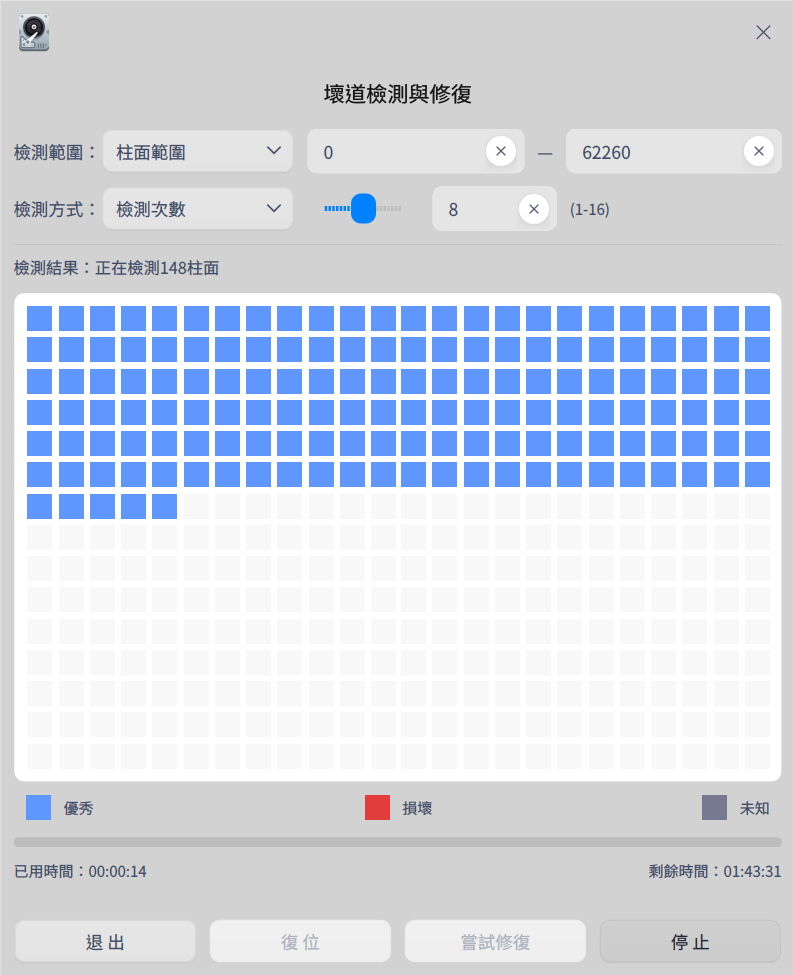 壞道檢測與修復
檢測範圍： 柱面範圍 0 — 62260
檢測方式： 檢測次數 8 (1-16)
檢測結果：正在檢測148柱面
優秀 損壞 未知
已用時間：00:00:14 剩餘時間：01:43:31
退出 復位 嘗試修復 停止